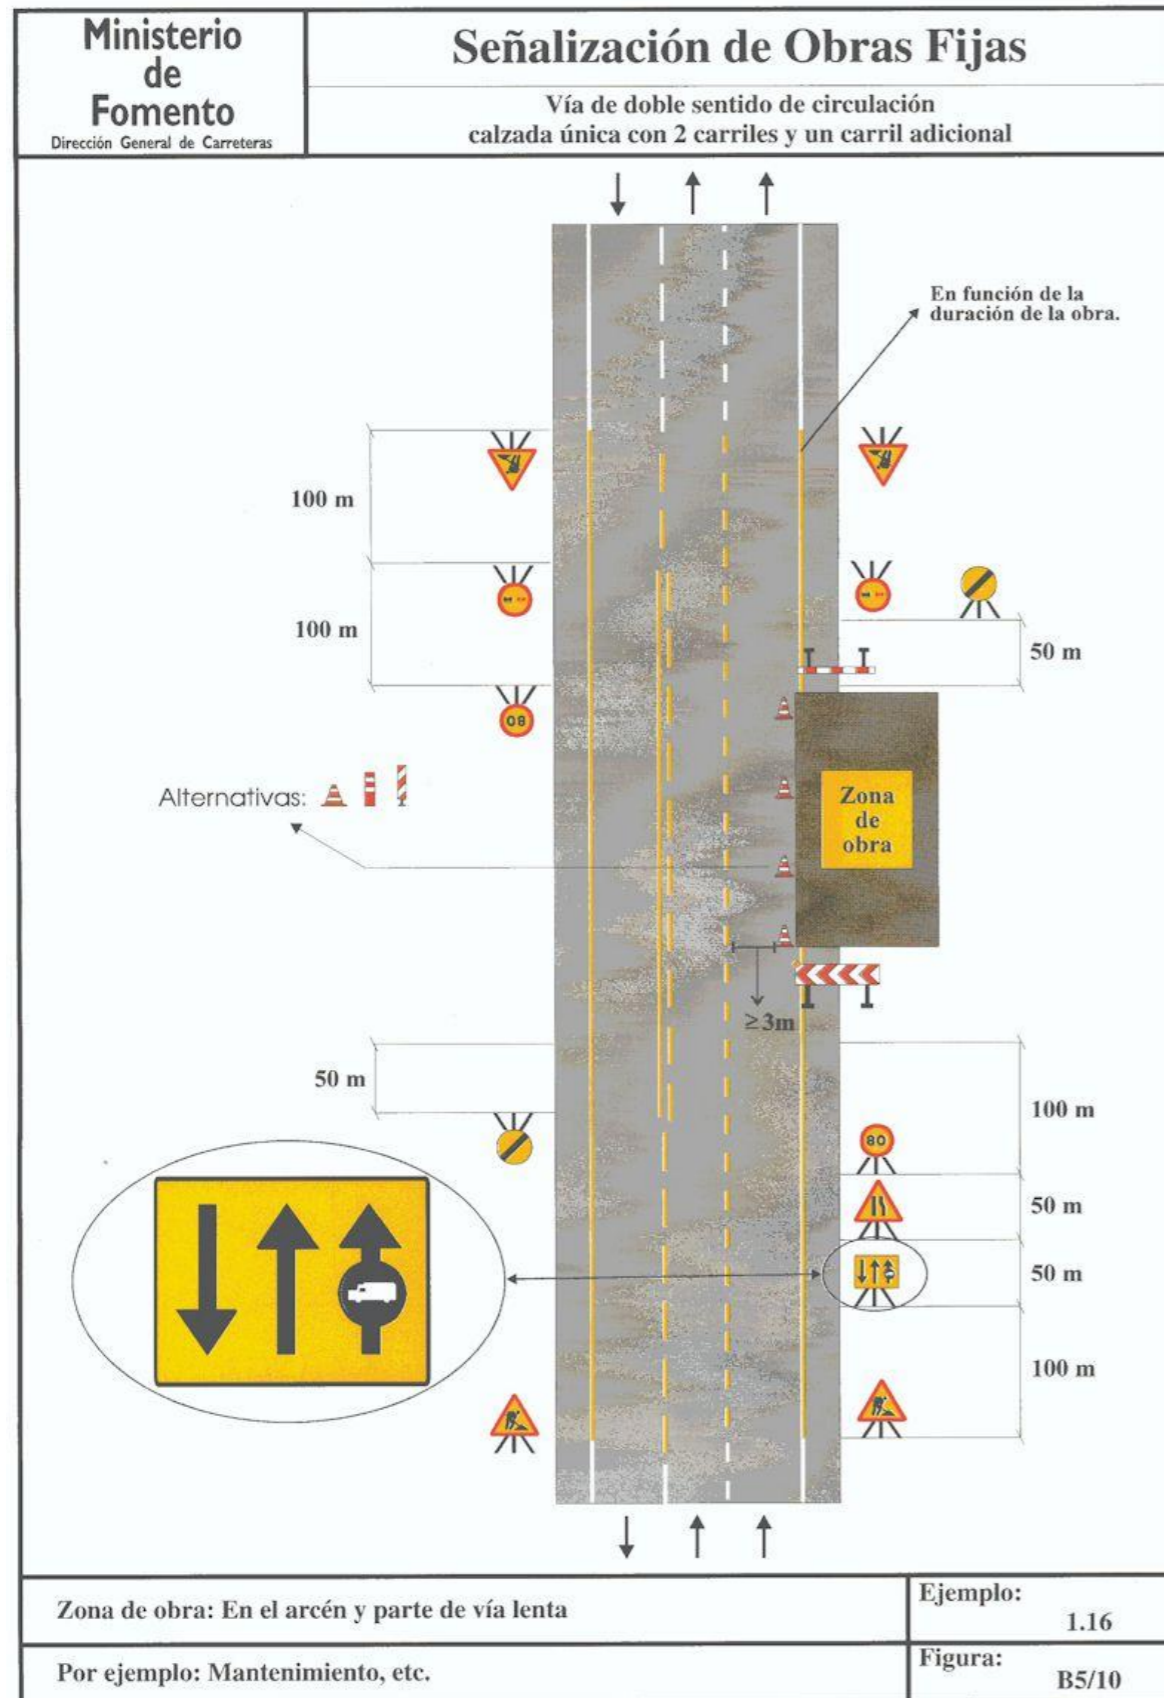 Ministerio
de
Fomento
Dirección General de Carreteras
Señalización de Obras Fijas
Vía de doble sentido de circulación
calzada única con 2 carriles y un carril adicional
En función de la
duración de la obra.
100 m
100 m
50 m
80
Alternativas:
Zona
de
obra
≥3m
50 m
100 m
80
50 m
50 m
100 m
Zona de obra: En el arcén y parte de vía lenta
Ejemplo:
1.16
Por ejemplo: Mantenimiento, etc.
Figura:
B5/10